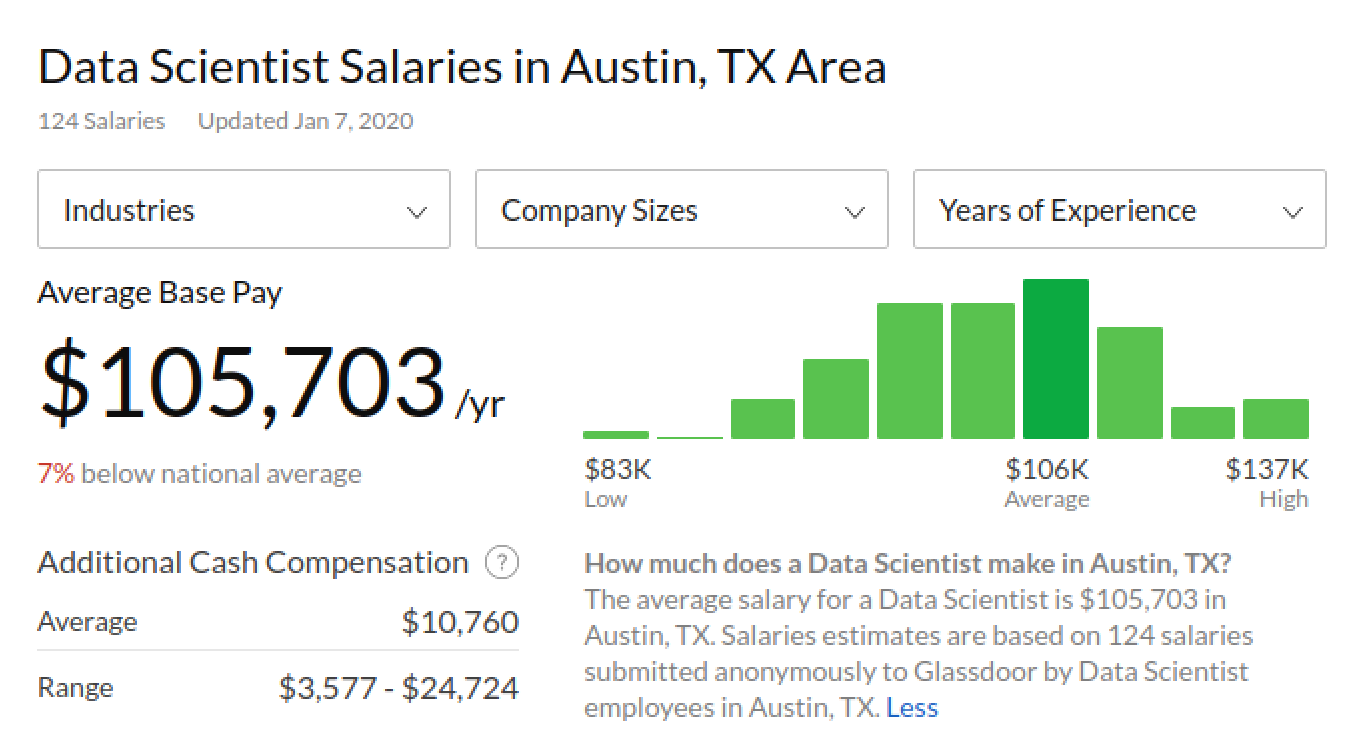 Data Scientist Salaries in Austin, TX Area
124 Salaries Updated Jan 7, 2020
Industries
Company Sizes
Years of Experience
Average Base Pay
$105,703 /yr
7% below national average
$83K
Low
$106K
Average
$137K
High
Additional Cash Compensation ?
Average $10,760
Range $3,577 - $24,724
How much does a Data Scientist make in Austin, TX?
The average salary for a Data Scientist is $105,703 in
Austin, TX. Salaries estimates are based on 124 salaries
submitted anonymously to Glassdoor by Data Scientist
employees in Austin, TX. Less